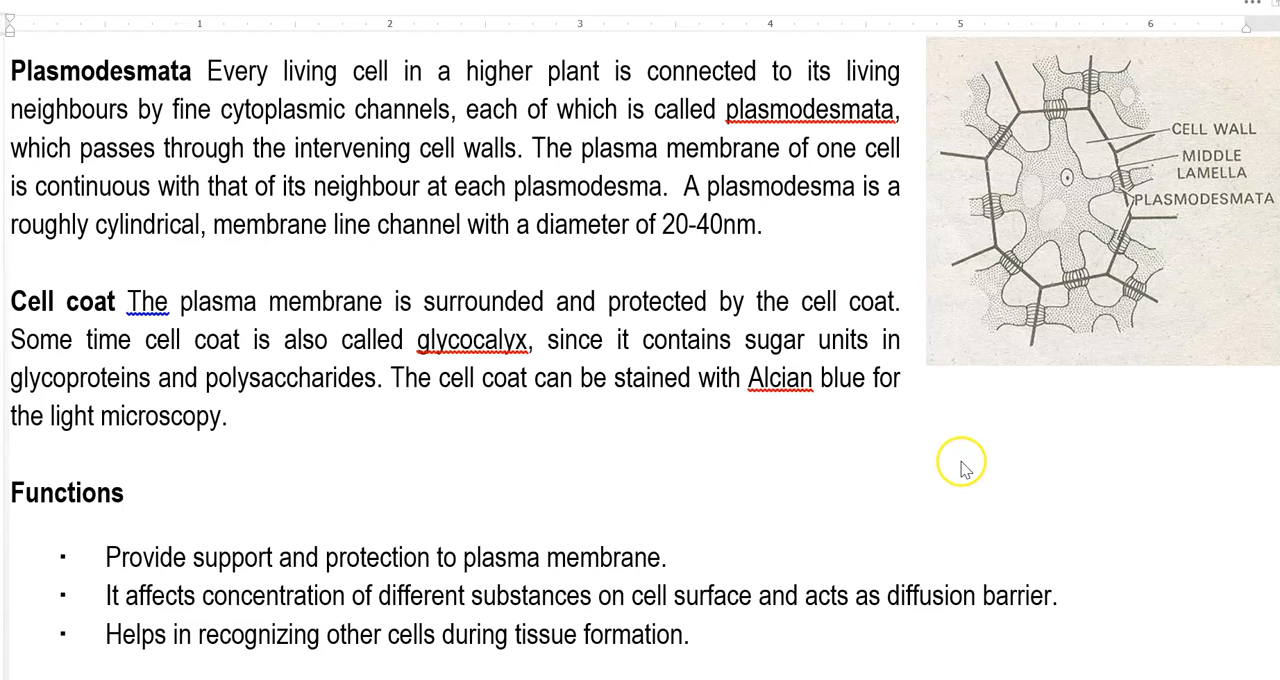 1 2 3 4 5 6
Plasmodesmata Every living cell in a higher plant is connected to its living
neighbours by fine cytoplasmic channels, each of which is called plasmodesmata,
which passes through the intervening cell walls. The plasma membrane of one cell
is continuous with that of its neighbour at each plasmodesma. A plasmodesma is a
roughly cylindrical, membrane line channel with a diameter of 20-40nm.
CELL WALL
MIDDLE
LAMELLA
PLASMODESMATA
Cell coat The plasma membrane is surrounded and protected by the cell coat.
Some time cell coat is also called glycocalyx, since it contains sugar units in
glycoproteins and polysaccharides. The cell coat can be stained with Alcian blue for
the light microscopy.
Functions
▪ Provide support and protection to plasma membrane.
▪ It affects concentration of different substances on cell surface and acts as diffusion barrier.
▪ Helps in recognizing other cells during tissue formation.